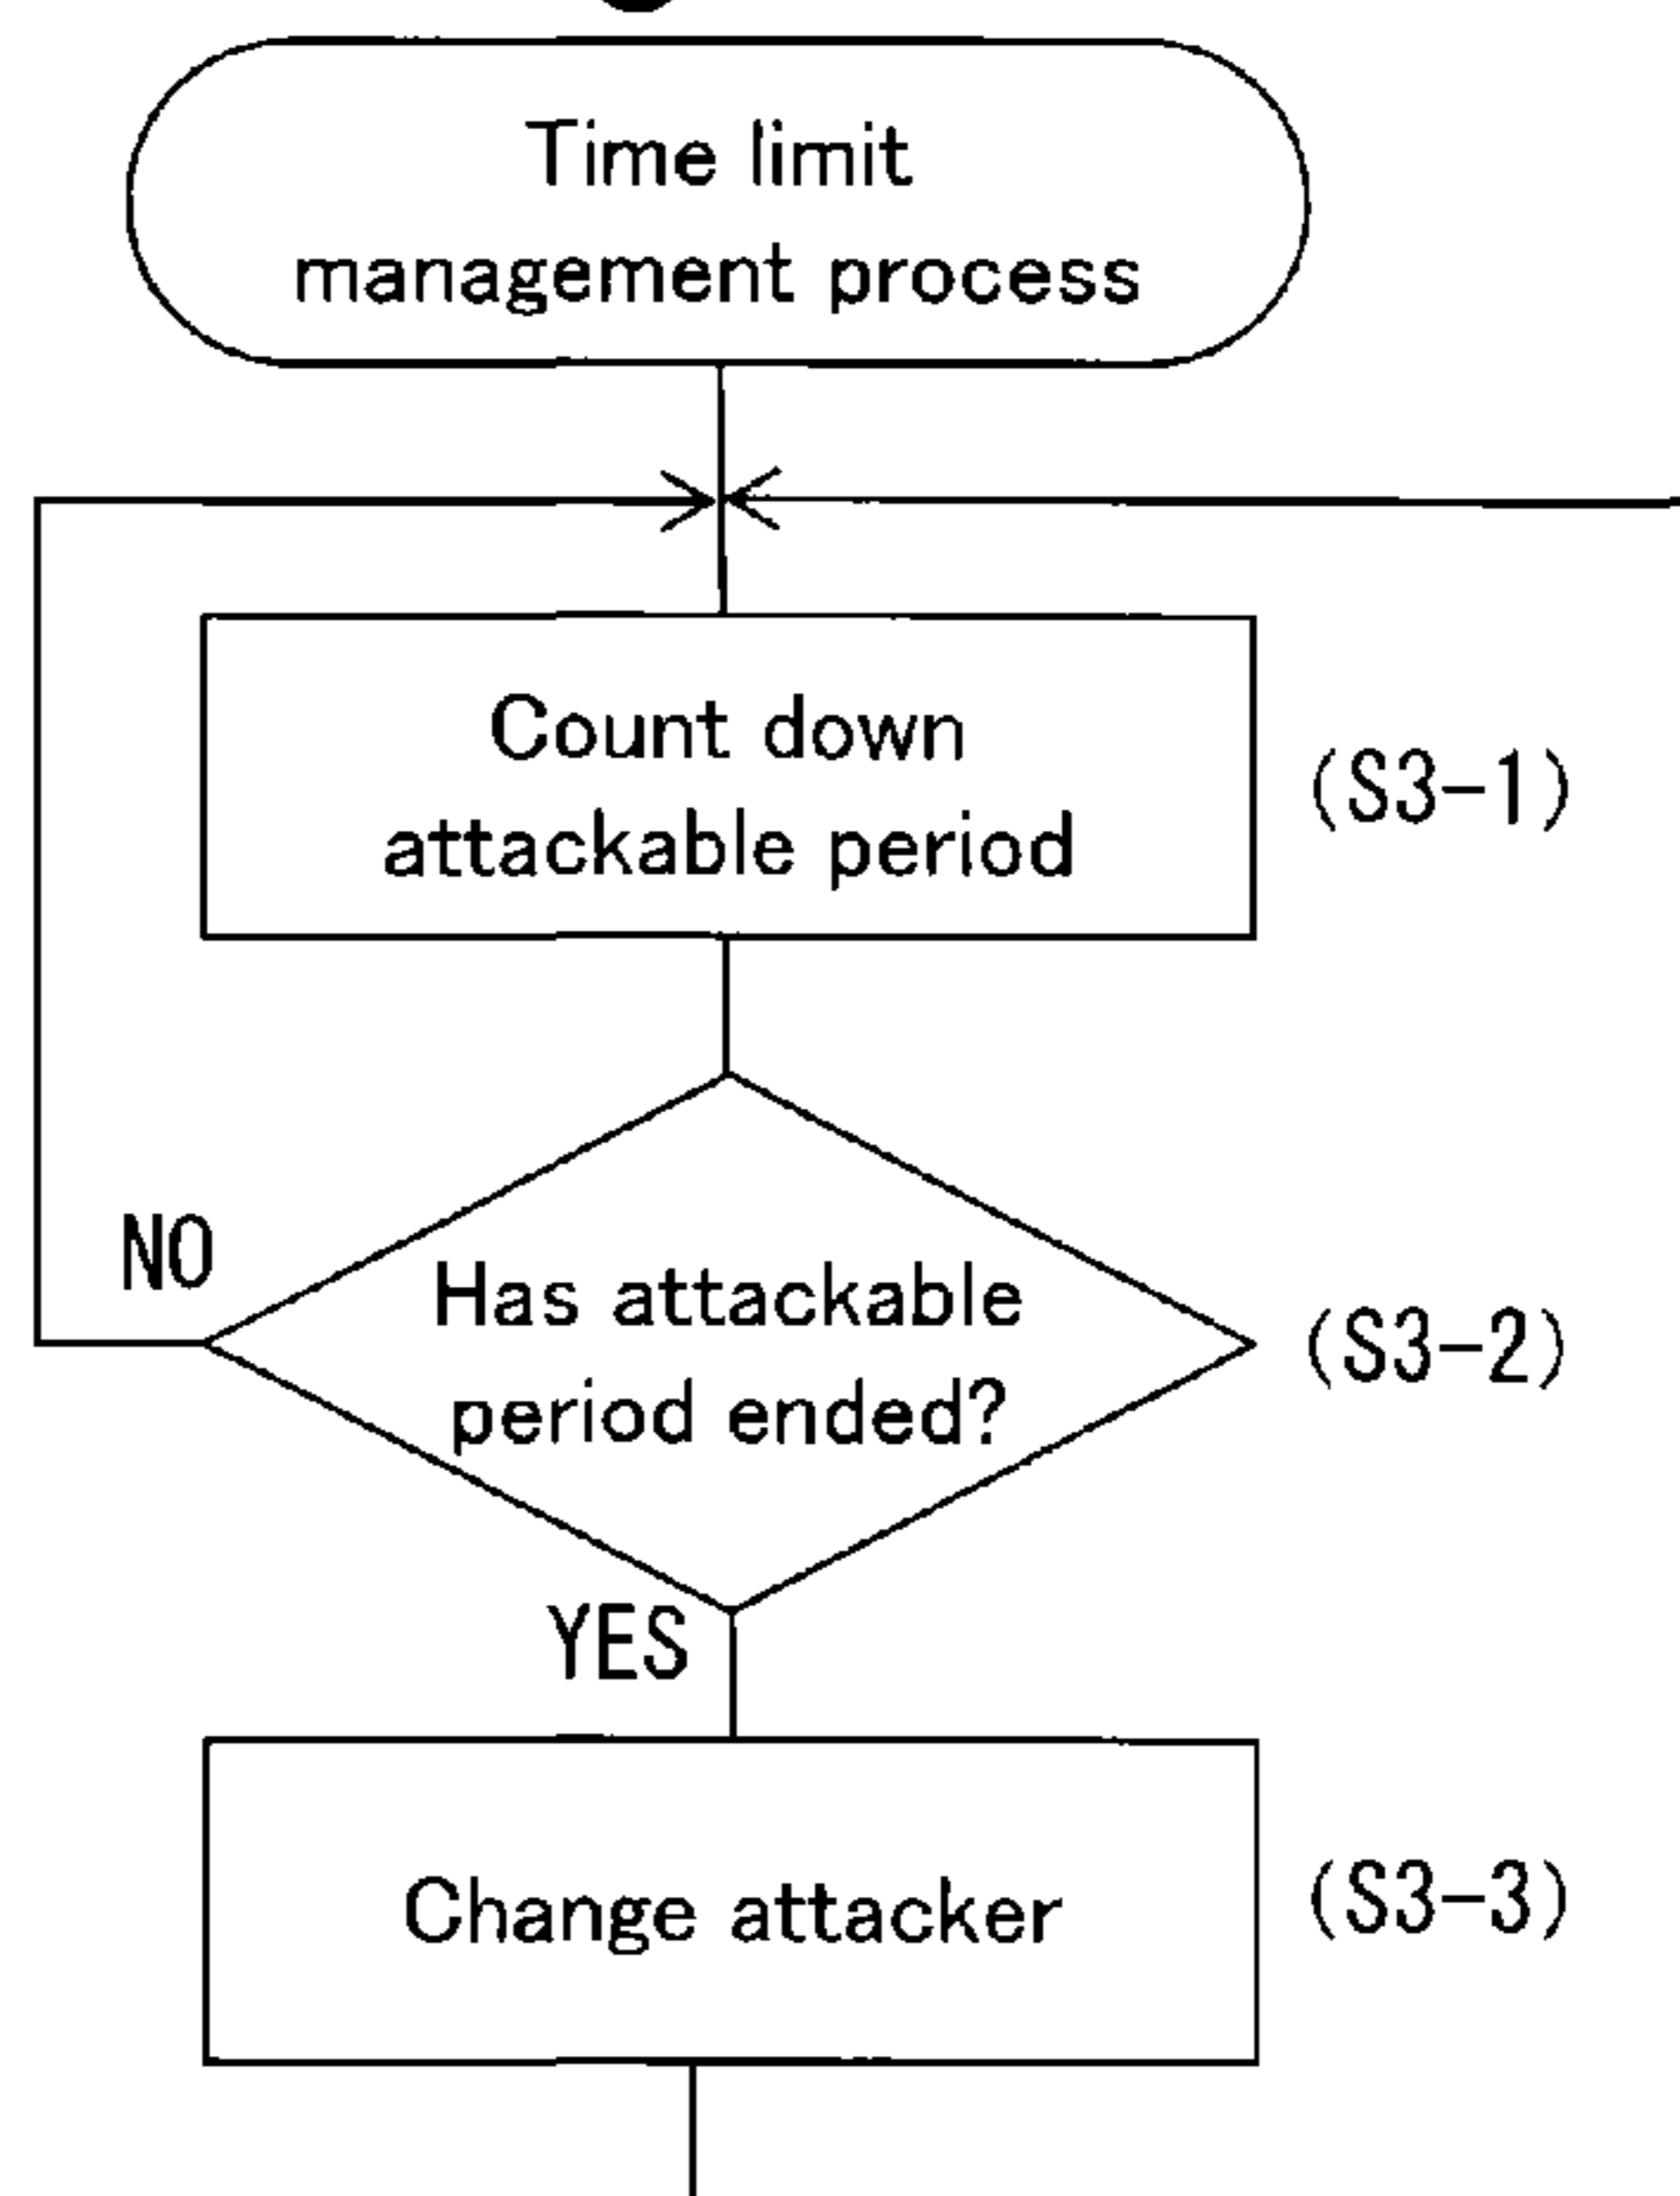 Time limit
management process
Count down
attackable period
(S3-1)
NO
Has attackable
period ended?
(S3-2)
YES
Change attacker
(S3-3)